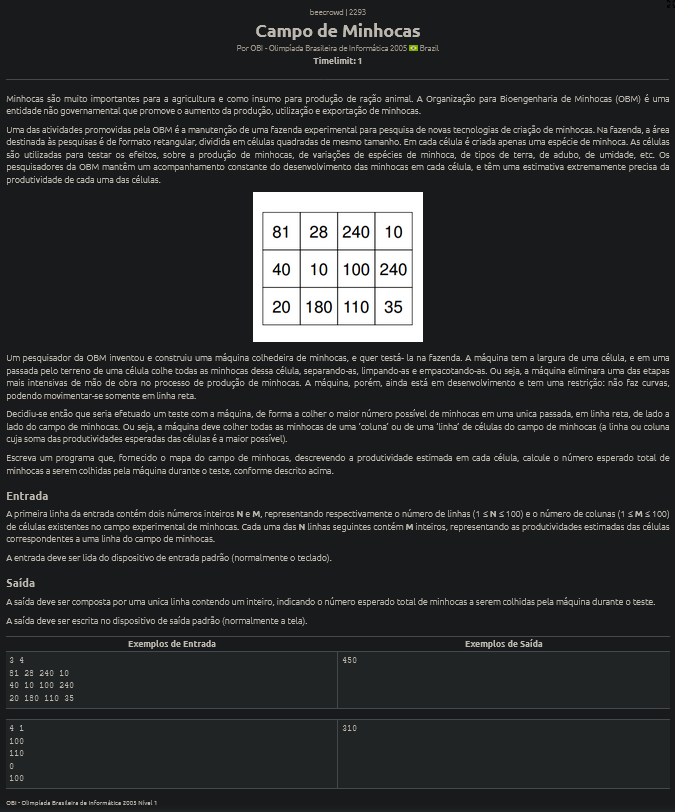 beecrowd | 2293
Campo de Minhocas
Por OBI - Olimpíada Brasileira de Informática 2005 Brazil
Timelimit: 1
Minhocas são muito importantes para a agricultura e como insumo para produção de ração animal. A Organização para Bioengenharia de Minhocas (OBM) é uma
entidade não governamental que promove o aumento da produção, utilização e exportação de minhocas.
Uma das atividades promovidas pela OBM é a manutenção de uma fazenda experimental para pesquisa de novas tecnologias de criação de minhocas. Na fazenda, a área
destinada às pesquisas é de formato retangular, dividida em células quadradas de mesmo tamanho. Em cada célula é criada apenas uma espécie de minhoca. As células
são utilizadas para testar os efeitos, sobre a produção de minhocas, de variações de espécies de minhoca, de tipos de terra, de adubo, de umidade, etc. Os
pesquisadores da OBM mantêm um acompanhamento constante do desenvolvimento das minhocas em cada célula, e têm uma estimativa extremamente precisa da
produtividade de cada uma das células.
81 28 240 10
40 10 100 240
20 180 110 35
Um pesquisador da OBM inventou e construiu uma máquina colhedeira de minhocas, e quer testá- la na fazenda. A máquina tem a largura de uma célula, e em uma
passada pelo terreno de uma célula colhe todas as minhocas dessa célula, separando-as, limpando-as e empacotando-as. Ou seja, a máquina eliminara uma das etapas
mais intensivas de mão de obra no processo de produção de minhocas. A máquina, porém, ainda está em desenvolvimento e tem uma restrição: não faz curvas,
podendo movimentar-se somente em linha reta.
Decidiu-se então que seria efetuado um teste com a máquina, de forma a colher o maior número possível de minhocas em uma unica passada, em linha reta, de lado a
lado do campo de minhocas. Ou seja, a máquina deve colher todas as minhocas de uma 'coluna' ou de uma 'linha' de células do campo de minhocas (a linha ou coluna
cuja soma das produtividades esperadas das células é a maior possível).
Escreva um programa que, fornecido o mapa do campo de minhocas, descrevendo a produtividade estimada em cada célula, calcule o número esperado total de
minhocas a serem colhidas pela máquina durante o teste, conforme descrito acima.
Entrada
A primeira linha da entrada contém dois números inteiros N e M, representando respectivamente o número de linhas (1 ≤ N ≤ 100) e o número de colunas (1 ≤ M ≤ 100)
de células existentes no campo experimental de minhocas. Cada uma das N linhas seguintes contém M inteiros, representando as produtividades estimadas das células
correspondentes a uma linha do campo de minhocas.
A entrada deve ser lida do dispositivo de entrada padrão (normalmente o teclado).
Saída
A saída deve ser composta por uma unica linha contendo um inteiro, indicando o número esperado total de minhocas a serem colhidas pela máquina durante o teste.
A saída deve ser escrita no dispositivo de saída padrão (normalmente a tela).
Exemplos de Entrada Exemplos de Saída
3 4 450
81 28 240 10
40 10 100 240
20 180 110 35
4 1 310
100
110
0
100
OBI - Olimpíada Brasileira de Informática 2005 Nível 1